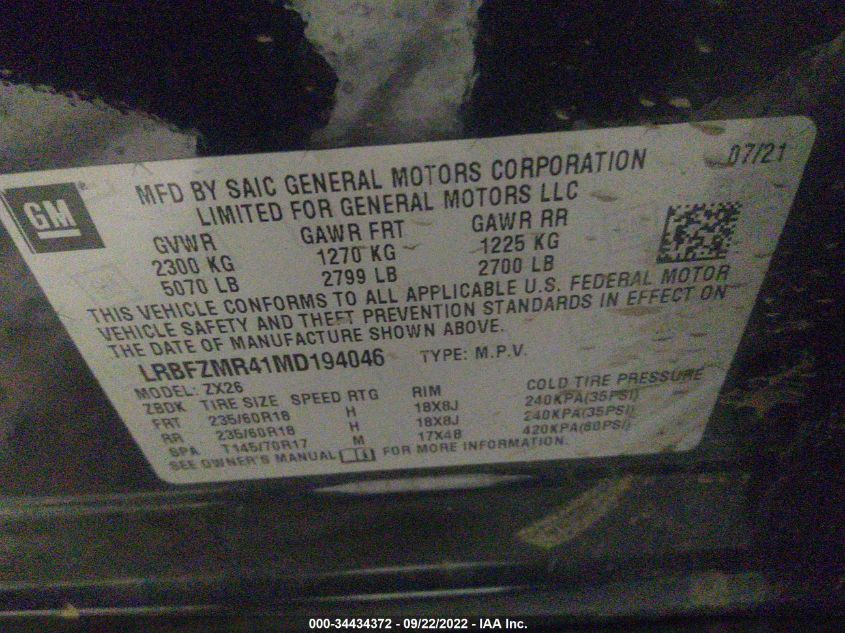 07/21
GM
MFD BY SAIC GENERAL MOTORS CORPORATION
LIMITED FOR GENERAL MOTORS LLC
GVWR GAWR FRT GAWR RR
2300 KG 1270 KG 1225 KG
5070 LB 2799 LB 2700 LB
THIS VEHICLE CONFORMS TO ALL APPLICABLE U.S. FEDERAL MOTOR
VEHICLE SAFETY AND THEFT PREVENTION STANDARDS IN EFFECT ON
THE DATE OF MANUFACTURE SHOWN ABOVE.
LRBFZMR41MD194046 TYPE: M.P.V.
MODEL: ZX26
ZBDK TIRE SIZE SPEED RTG RIM COLD TIRE PRESSURE
FRT 235/60R18 H 18X8J 240KPA(35PSI)
RR 235/60R18 H 18X8J 240KPA(35PSI)
SPA T145/70R17 M 17X4B 420KPA(60PSI)
SEE OWNER'S MANUAL FOR MORE INFORMATION.
000-34434372 - 09/22/2022 - IAA Inc.